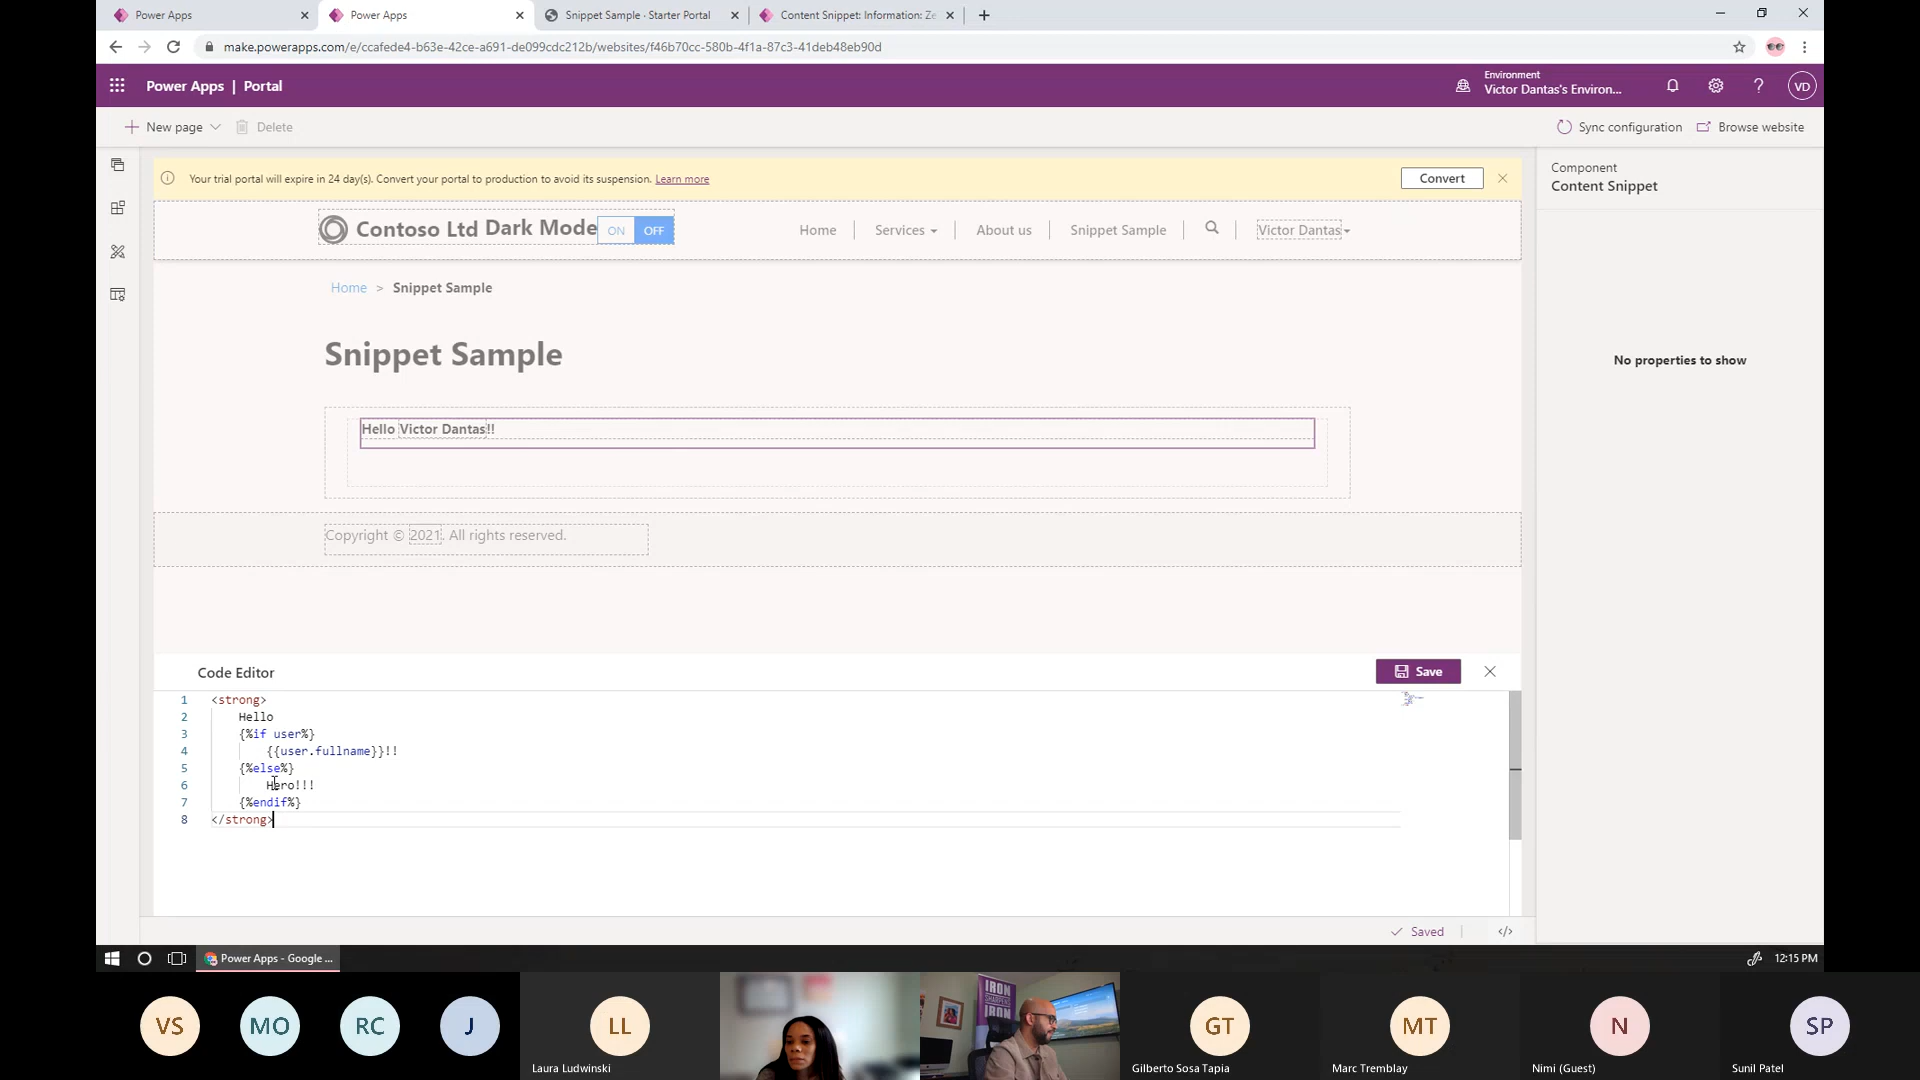 Power Apps
Power Apps
Snippet Sample · Starter Portal
Content Snippet: Information: Ze
make.powerapps.com/e/ccafede4-b63e-42ce-a691-de099cdc212b/websites/f46b70cc-580b-4f1a-87c3-41deb48eb90d
Power Apps | Portal
Environment
Victor Dantas's Environ...
VD
New page
Delete
Sync configuration
Browse website
Your trial portal will expire in 24 day(s). Convert your portal to production to avoid its suspension. Learn more
Convert
Component
Content Snippet
No properties to show
Contoso Ltd Dark Mode ON OFF
Home
Services
About us
Snippet Sample
Victor Dantas
Home > Snippet Sample
Snippet Sample
Hello Victor Dantas!!
Copyright © 2021. All rights reserved.
Code Editor
Save
1 <strong>
2 Hello
3 {%if user%}
4 {{user.fullname}}!!
5 {%else%}
6 Hero!!!
7 {%endif%}
8 </strong>
Saved
</>
Power Apps - Google ...
12:15 PM
VS
MO
RC
J
LL
Laura Ludwinski
IRON
SHARPENS
IRON
GT
Gilberto Sosa Tapia
MT
Marc Tremblay
N
Nimi (Guest)
SP
Sunil Patel